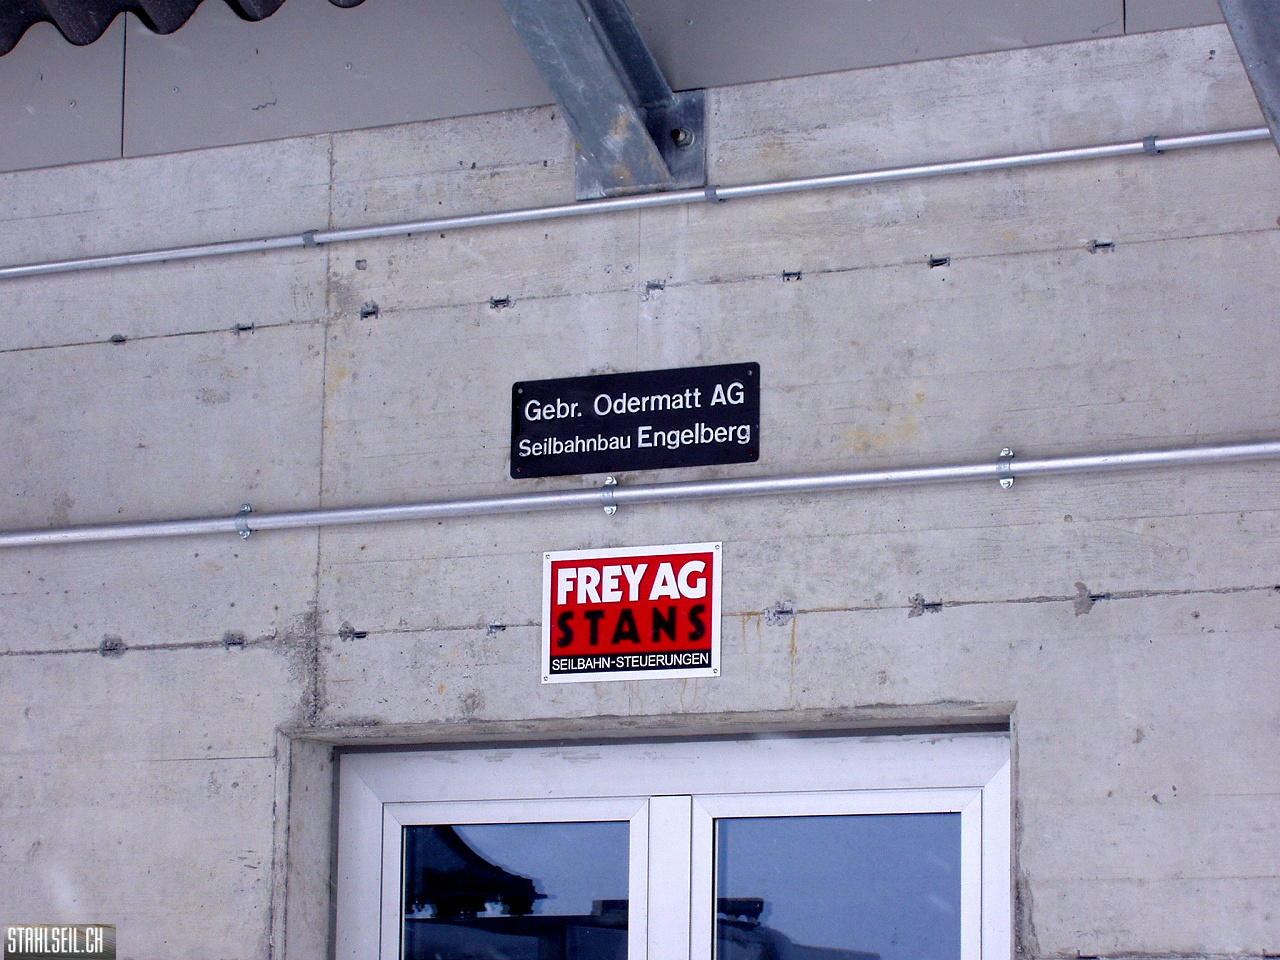 Gebr. Odermatt AG
Seilbahnbau Engelberg
FREY AG
STANS
SEILBAHN-STEUERUNGEN
STAHLSEIL.CH